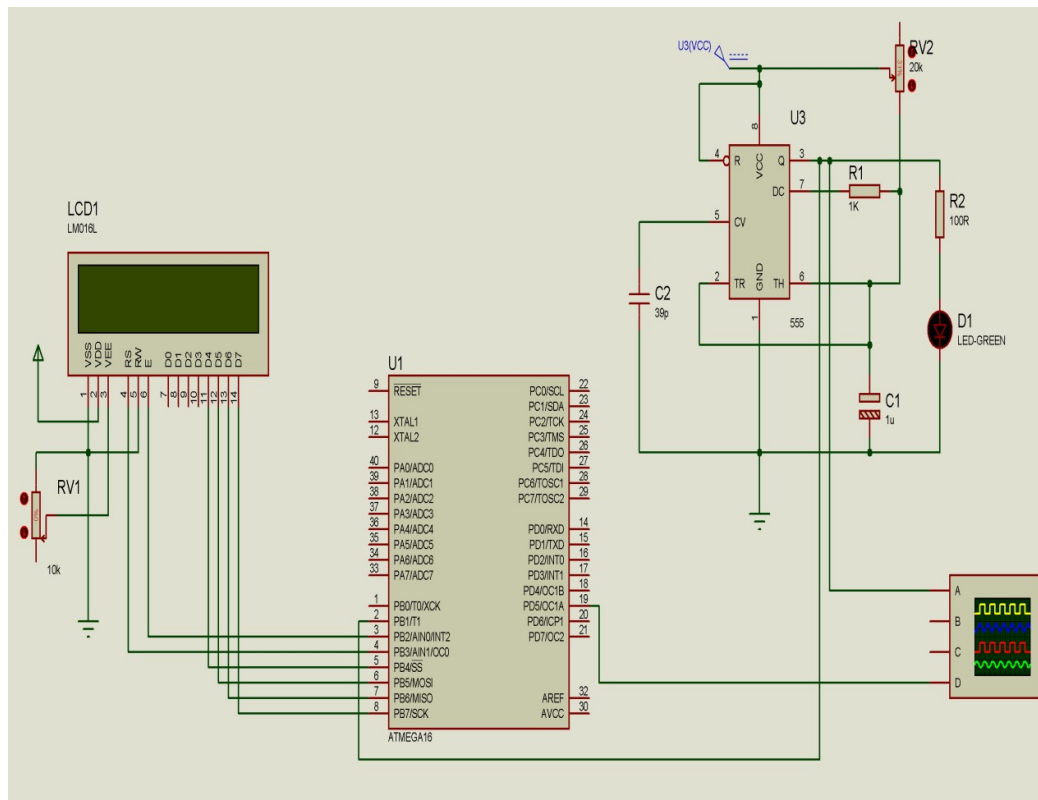 U3(VCC)
RV2
20k
U3
8
VCC
4
R
Q
3
DC
7
R1
1K
5
CV
R2
100R
2
TR
GND
TH
6
1
555
C2
39p
D1
LED-GREEN
C1
1u
LCD1
LM016L
VSS
VDD
VEE
RS
RW
E
D0
D1
D2
D3
D4
D5
D6
D7
1
2
3
4
5
6
7
8
9
10
11
12
13
14
RV1
0%
10k
U1
9
RESET
PC0/SCL
22
PC1/SDA
23
13
XTAL1
PC2/TCK
24
12
XTAL2
PC3/TMS
25
PC4/TDO
26
40
PA0/ADC0
PC5/TDI
27
39
PA1/ADC1
PC6/TOSC1
28
38
PA2/ADC2
PC7/TOSC2
29
37
PA3/ADC3
36
PA4/ADC4
PD0/RXD
14
35
PA5/ADC5
PD1/TXD
15
34
PA6/ADC6
PD2/INT0
16
33
PA7/ADC7
PD3/INT1
17
PD4/OC1B
18
1
PB0/T0/XCK
PD5/OC1A
19
2
PB1/T1
PD6/ICP1
20
3
PB2/AIN0/INT2
PD7/OC2
21
4
PB3/AIN1/OC0
5
PB4/SS
6
PB5/MOSI
7
PB6/MISO
AREF
32
8
PB7/SCK
AVCC
30
ATMEGA16
A
B
C
D